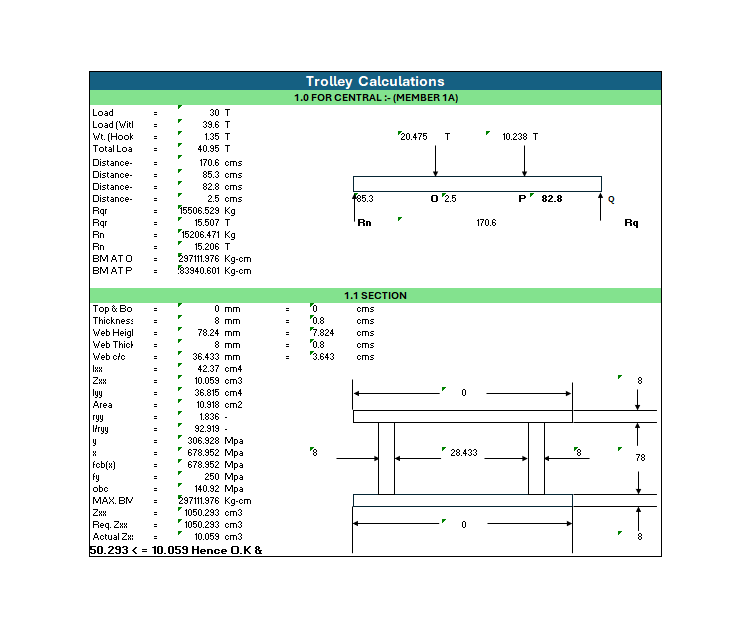 Trolley Calculations
1.0 FOR CENTRAL :- (MEMBER 1A)
Load = 30 T
Load (Witl = 39.6 T
Wt. (Hook = 1.35 T
20.475 T 10.238 T
Total Loa = 40.95 T
Distance- = 170.6 cms
Distance- = 85.3 cms
Distance- = 82.8 cms
Distance- = 2.5 cms
85.3 O 2.5 P 82.8 Q
Rqr = 15506.529 Kg
Rqr = 15.507 T
Rn 170.6 Rq
Rn = 15206.471 Kg
Rn = 15.206 T
BM AT O = 297111.976 Kg-cm
BM AT P = :83940.601 Kg-cm
1.1 SECTION
Top & Bo = 0 mm = 0 cms
Thickness = 8 mm = 0.8 cms
Web Heigl = 78.24 mm = 7.824 cms
Web Thick = 8 mm = 0.8 cms
Web c/c = 36.433 mm = 3.643 cms
Ixx = 42.37 cm4
Zxx = 10.059 cm3
8
Iyy = 36.815 cm4
0
Area = 10.918 cm2
ryy = 1.836 -
l/ryy = 92.919 -
y = 306.928 Mpa
x = 678.952 Mpa
8 28.433 8 78
fcb(x) = 678.952 Mpa
fy = 250 Mpa
obc = 140.92 Mpa
MAX. BM = 297111.976 Kg-cm
Zxx = 1050.293 cm3
Req. Zxx = 1050.293 cm3
0
Actual Zx = 10.059 cm3
8
50.293 < = 10.059 Hence O.K &